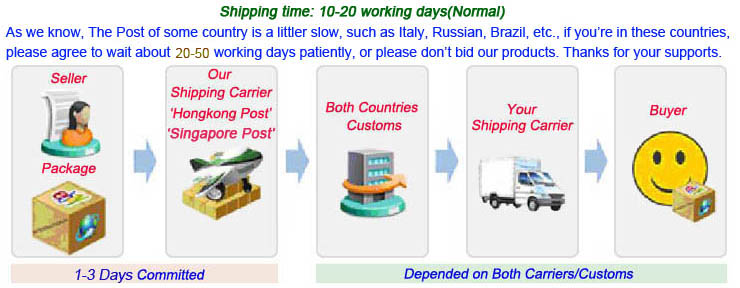 Shipping time: 10-20 working days(Normal)
As we know, The Post of some country is a littler slow, such as Italy, Russian, Brazil, etc., if you're in these countries,
please agree to wait about 20-50 working days patiently, or please don't bid our products. Thanks for your supports.
Seller
Package
Our
Shipping Carrier
'Hongkong Post'
'Singapore Post'
Both Countries
Customs
Your
Shipping Carrier
Buyer
1-3 Days Committed
Depended on Both Carriers/Customs